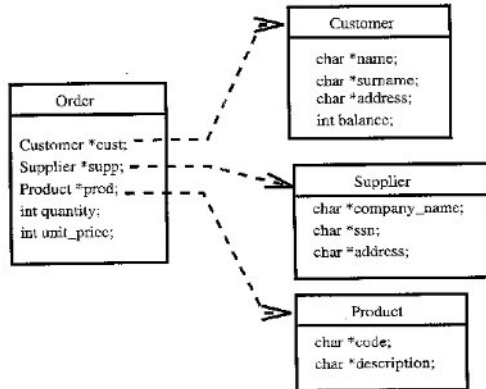 Customer
char *name;
char *surname;
char *address;
int balance;
Order
Customer *cust;
Supplier *supp;
Product *prod;
int quantity;
int unit_price;
Supplier
char *company_name;
char *ssn;
char *address;
Product
char *code;
char *description;